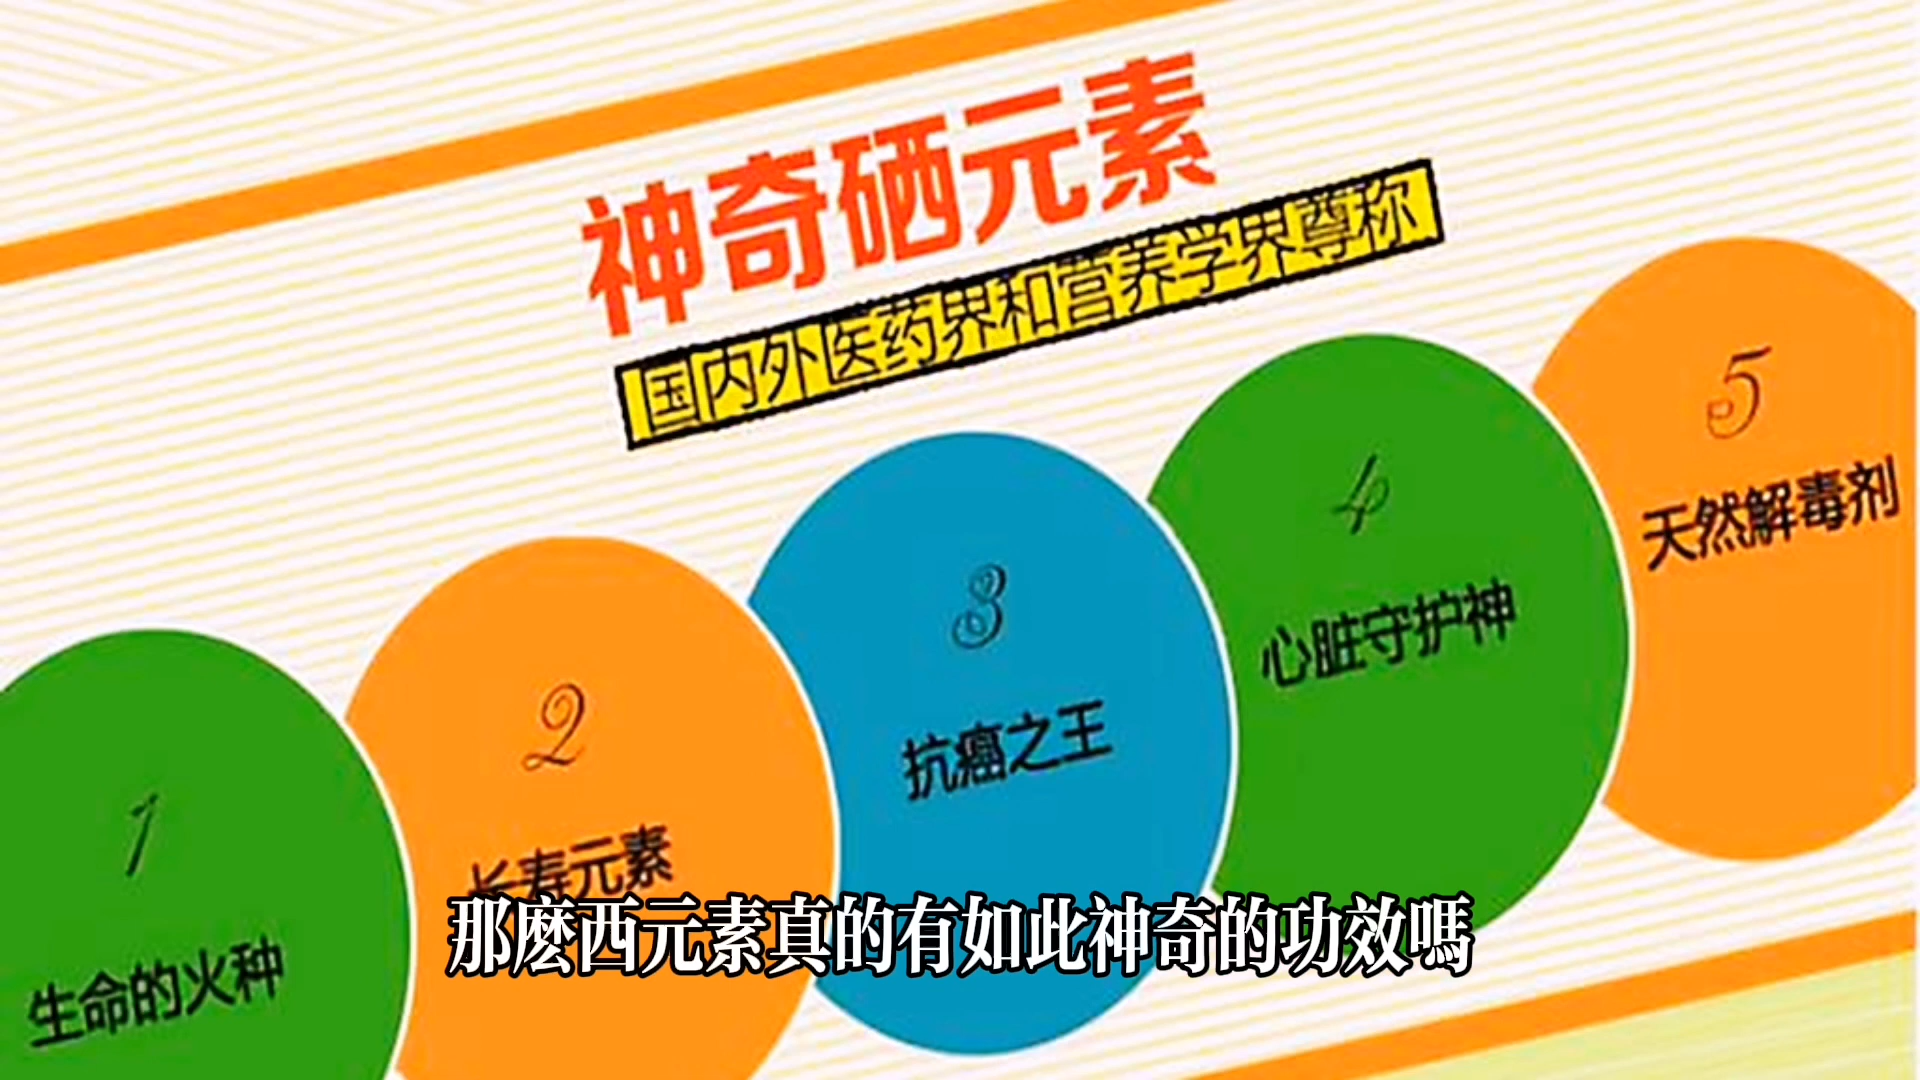 神奇硒元素
国内外医药界和营养学界尊称
1
生命的火种
2
长寿元素
3
抗癌之王
4
心脏守护神
5
天然解毒剂
那麽西元素真的有如此神奇的功效嗎